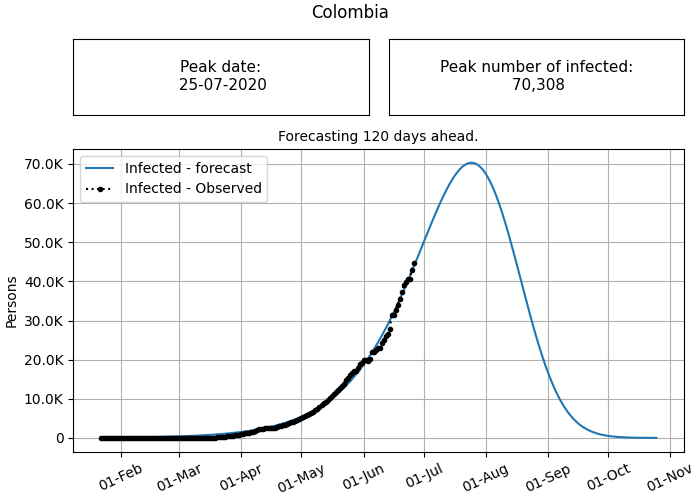 Colombia
Peak date:
25-07-2020
Peak number of infected:
70,308
Forecasting 120 days ahead.
Infected - forecast
Infected - Observed
70.0K
60.0K
50.0K
40.0K
30.0K
20.0K
10.0K
0
Persons
01-Feb
01-Mar
01-Apr
01-May
01-Jun
01-Jul
01-Aug
01-Sep
01-Oct
01-Nov